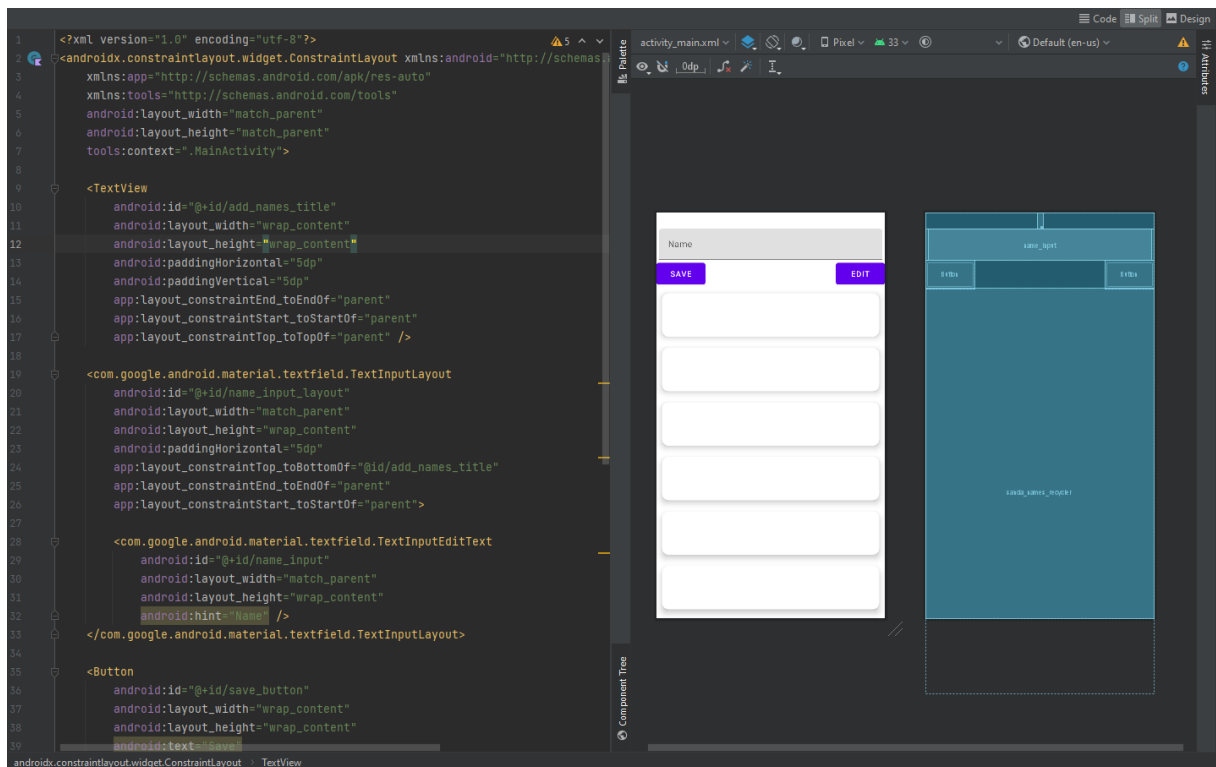 Code Split Design
1 <?xml version="1.0" encoding="utf-8"?>
5
2 <androidx.constraintlayout.widget.ConstraintLayout xmlns:android="http://schemas.
3 xmlns:app="http://schemas.android.com/apk/res-auto"
4 xmlns:tools="http://schemas.android.com/tools"
5 android:layout_width="match_parent"
6 android:layout_height="match_parent"
7 tools:context=".MainActivity">
8
9 <TextView
10 android:id="@+id/add_names_title"
11 android:layout_width="wrap_content"
12 android:layout_height="wrap_content"
13 android:paddingHorizontal="5dp"
14 android:paddingVertical="5dp"
15 app:layout_constraintEnd_toEndOf="parent"
16 app:layout_constraintStart_toStartOf="parent"
17 app:layout_constraintTop_toTopOf="parent" />
18
19 <com.google.android.material.textfield.TextInputLayout
20 android:id="@+id/name_input_layout"
21 android:layout_width="match_parent"
22 android:layout_height="wrap_content"
23 android:paddingHorizontal="5dp"
24 app:layout_constraintTop_toBottomOf="@id/add_names_title"
25 app:layout_constraintEnd_toEndOf="parent"
26 app:layout_constraintStart_toStartOf="parent">
27
28 <com.google.android.material.textfield.TextInputEditText
29 android:id="@+id/name_input"
30 android:layout_width="match_parent"
31 android:layout_height="wrap_content"
32 android:hint="Name" />
33 </com.google.android.material.textfield.TextInputLayout>
34
35 <Button
36 android:id="@+id/save_button"
37 android:layout_width="wrap_content"
38 android:layout_height="wrap_content"
39 android:text="Save"
androidx.constraintlayout.widget.ConstraintLayout TextView
Palette
Component Tree
activity_main.xml Pixel 33 Default (en-us)
0dp
Attributes
Name
SAVE EDIT
name_input
Button Button